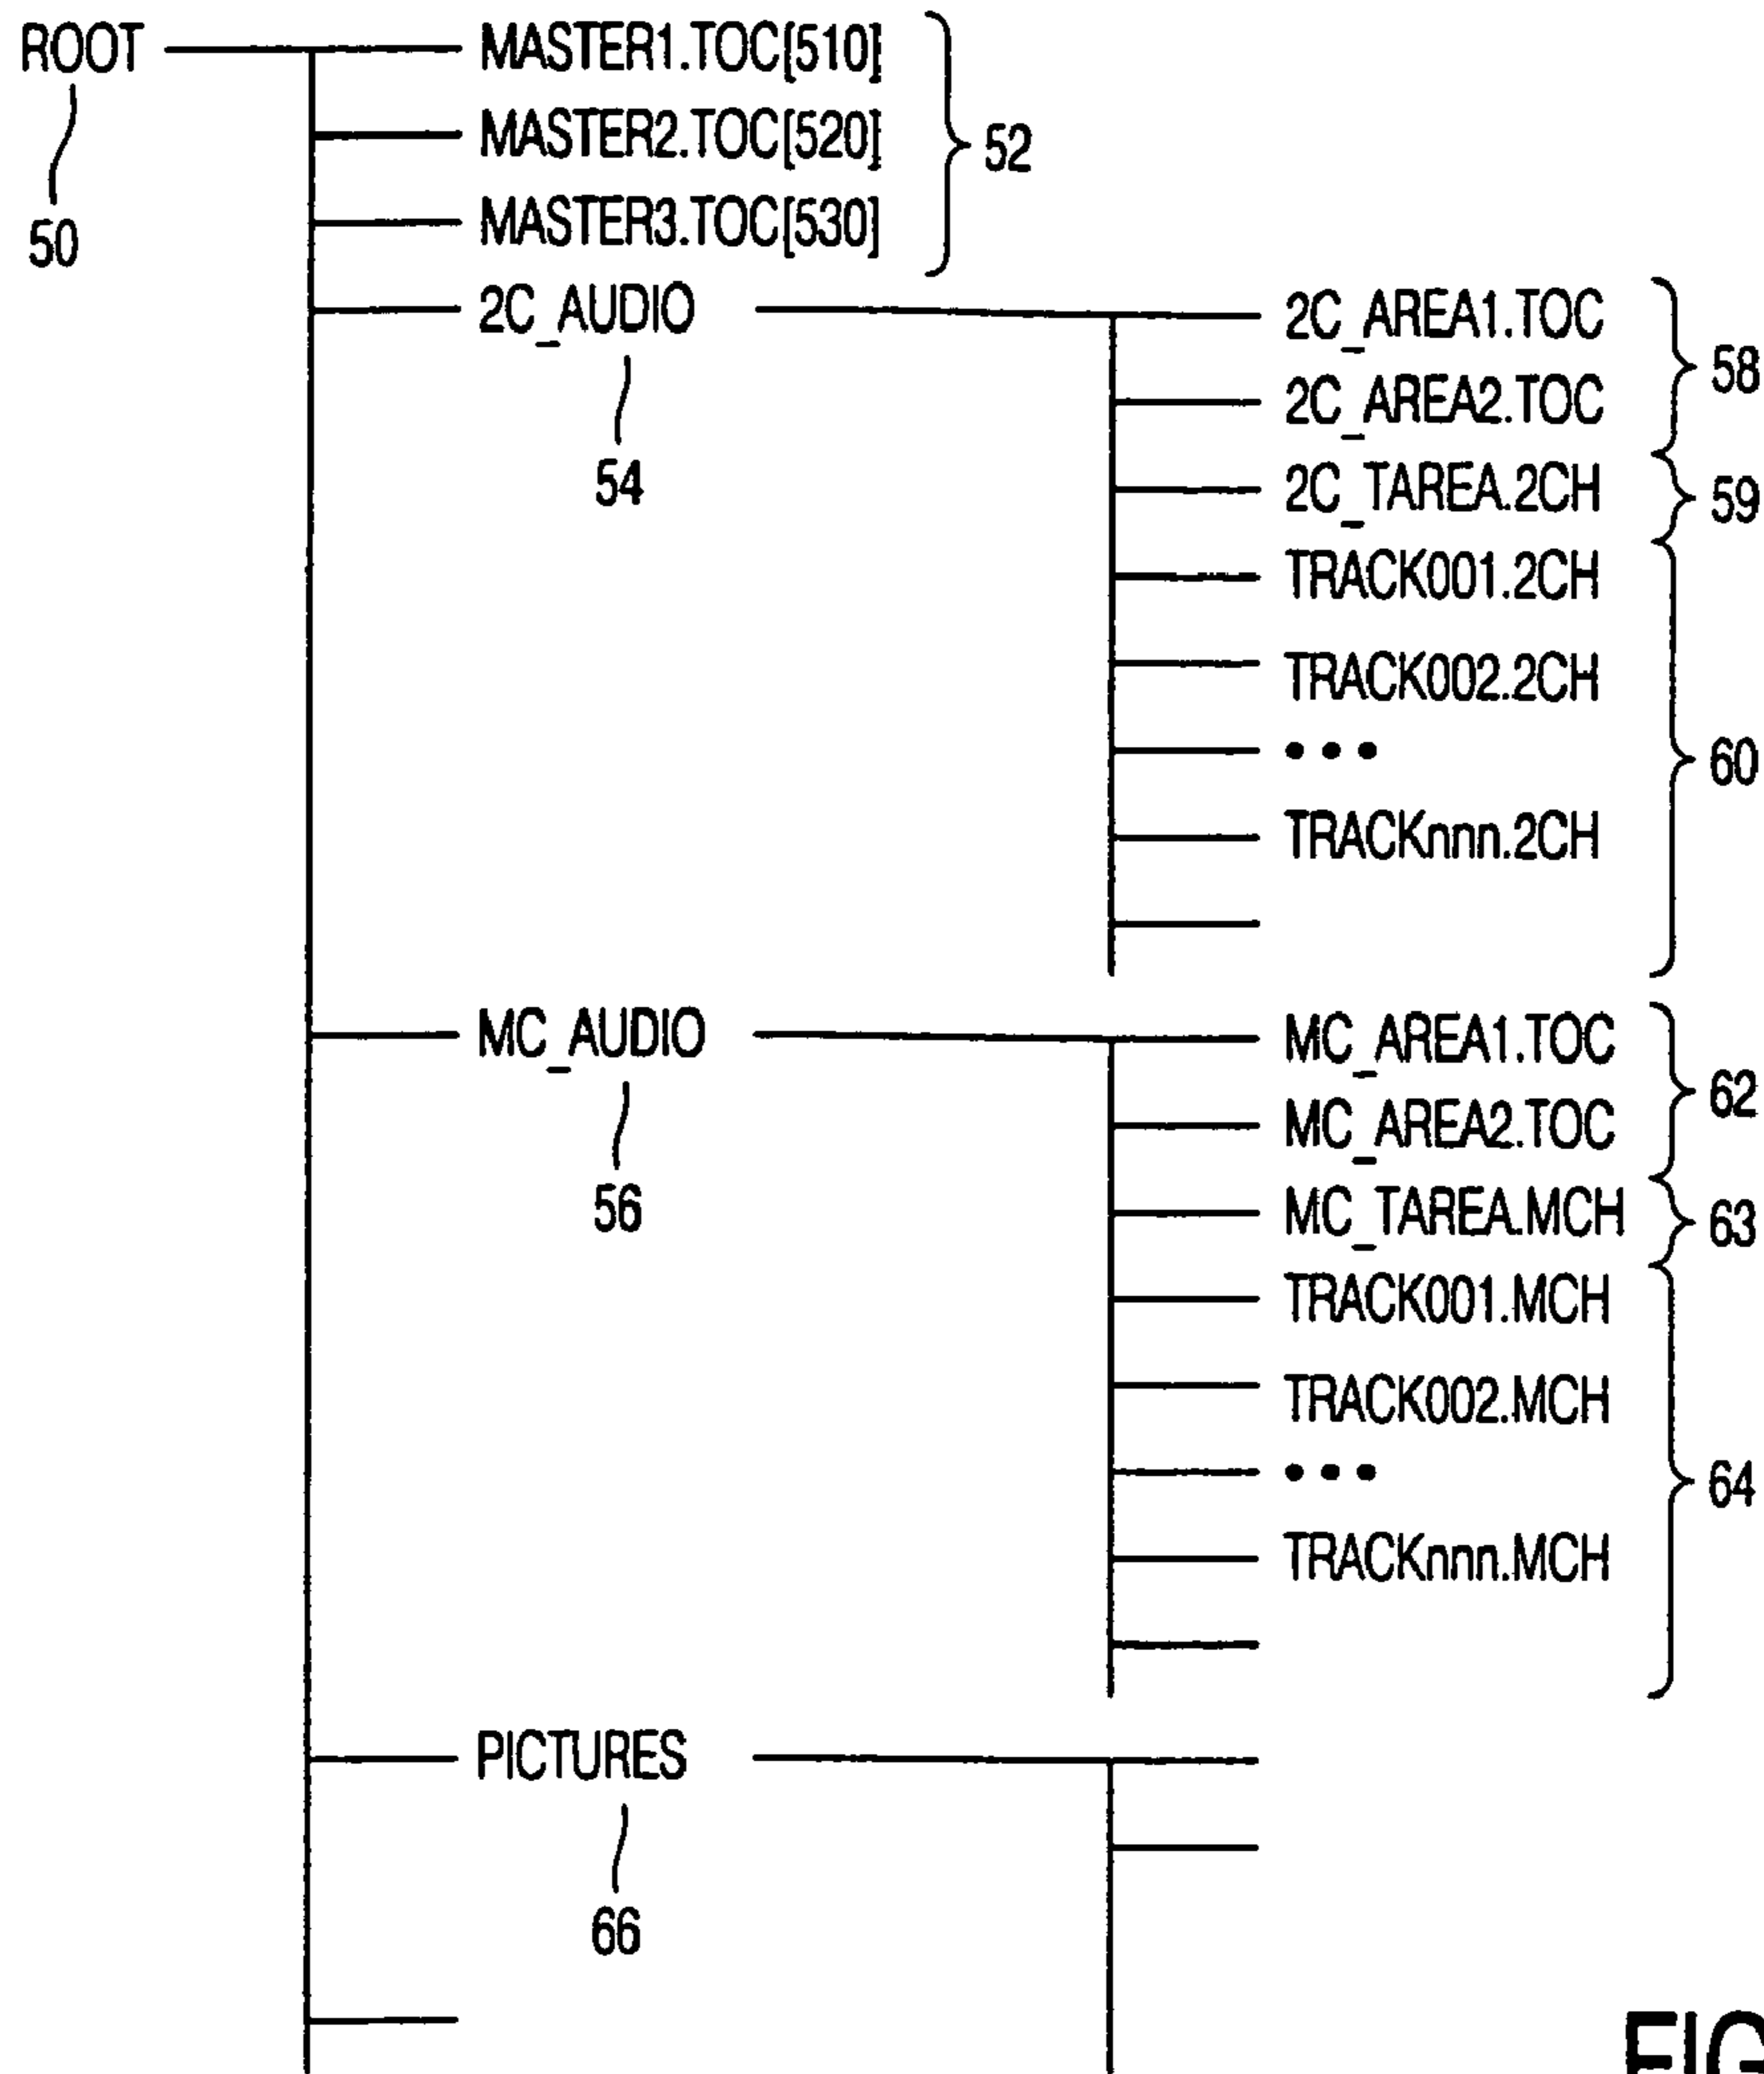 ROOT
50
MASTER1.TOC[510]
MASTER2.TOC[520]
MASTER3.TOC[530]
52
2C_AUDIO
54
2C_AREA1.TOC
2C_AREA2.TOC
58
2C_TAREA.2CH
59
TRACK001.2CH
TRACK002.2CH
•••
TRACKnnn.2CH
60
MC_AUDIO
56
MC_AREA1.TOC
MC_AREA2.TOC
62
MC_TAREA.MCH
63
TRACK001.MCH
TRACK002.MCH
•••
TRACKnnn.MCH
64
PICTURES
66